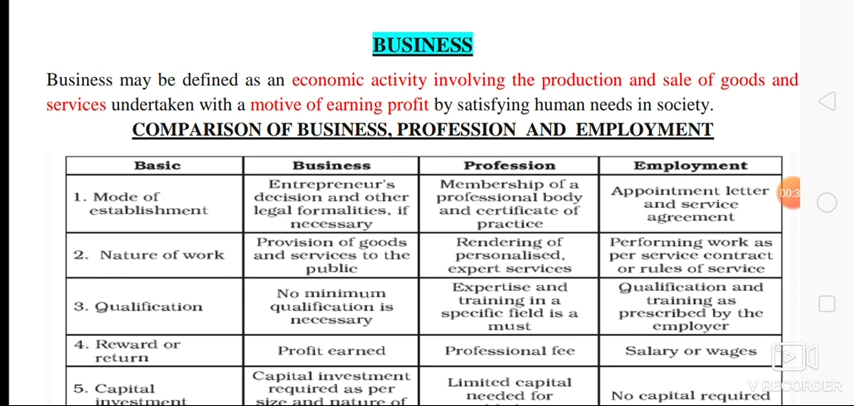 BUSINESS
Business may be defined as an economic activity involving the production and sale of goods and
services undertaken with a motive of earning profit by satisfying human needs in society.
COMPARISON OF BUSINESS, PROFESSION AND EMPLOYMENT
Basic Business Profession Employment
1. Mode of
establishment
Entrepreneur's
decision and other
legal formalities, if
necessary
Membership of a
professional body
and certificate of
practice
Appointment letter
and service
agreement
00:3
2. Nature of work
Provision of goods
and services to the
public
Rendering of
personalised,
expert services
Performing work as
per service contract
or rules of service
3. Qualification
No minimum
qualification is
necessary
Expertise and
training in a
specific field is a
must
Qualification and
training as
prescribed by the
employer
4. Reward or
return
Profit earned
Professional fee
Salary or wages
5. Capital
investment
Capital investment
required as per
size and nature of
Limited capital
needed for
No capital required
V RECORDER